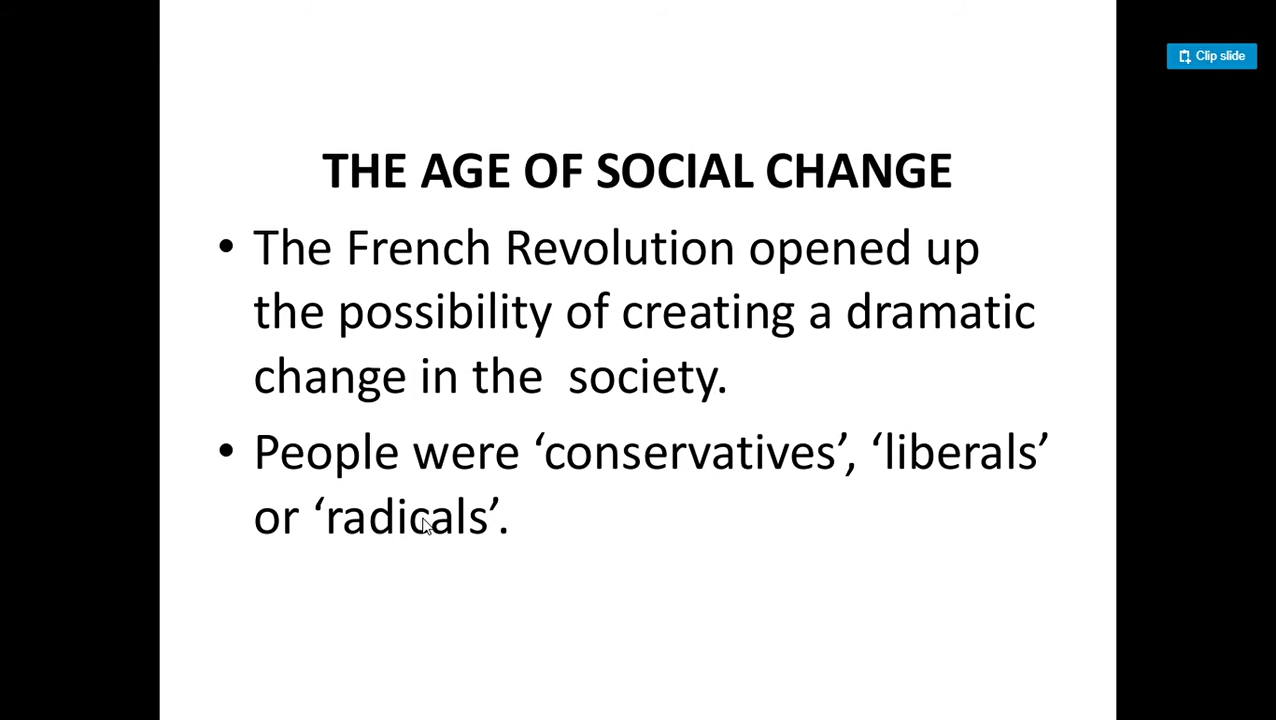 Clip slide
THE AGE OF SOCIAL CHANGE
• The French Revolution opened up
the possibility of creating a dramatic
change in the  society.
• People were ‘conservatives’, ‘liberals’
or ‘radicals’.